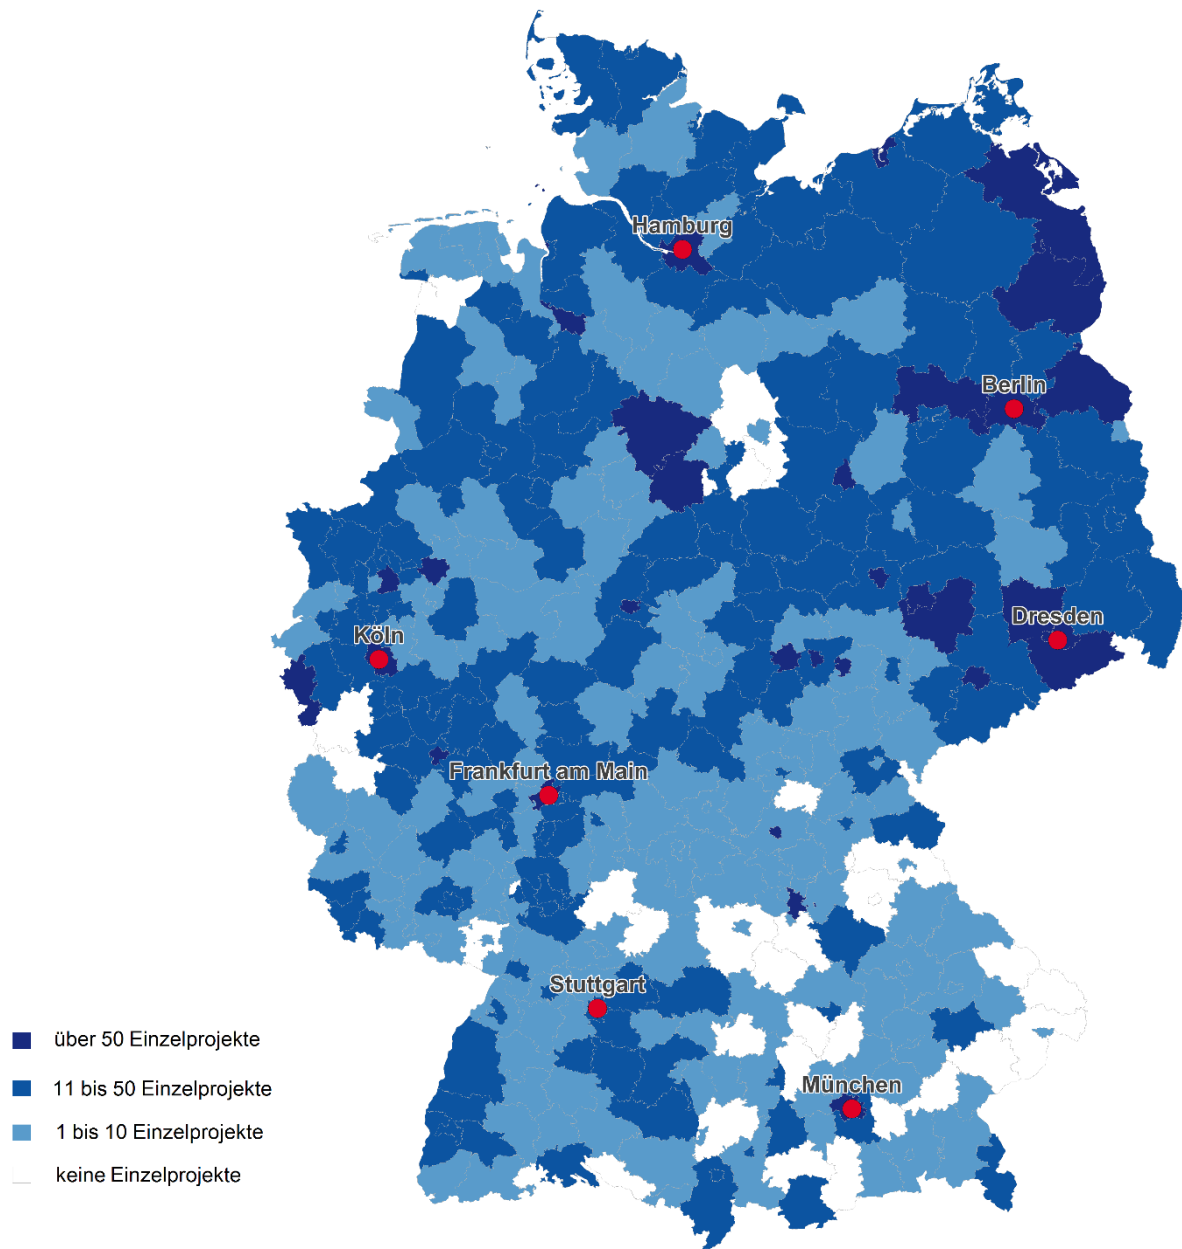 Hamburg
Berlin
Dresden
Köln
Frankfurt am Main
Stuttgart
München
über 50 Einzelprojekte
11 bis 50 Einzelprojekte
1 bis 10 Einzelprojekte
keine Einzelprojekte